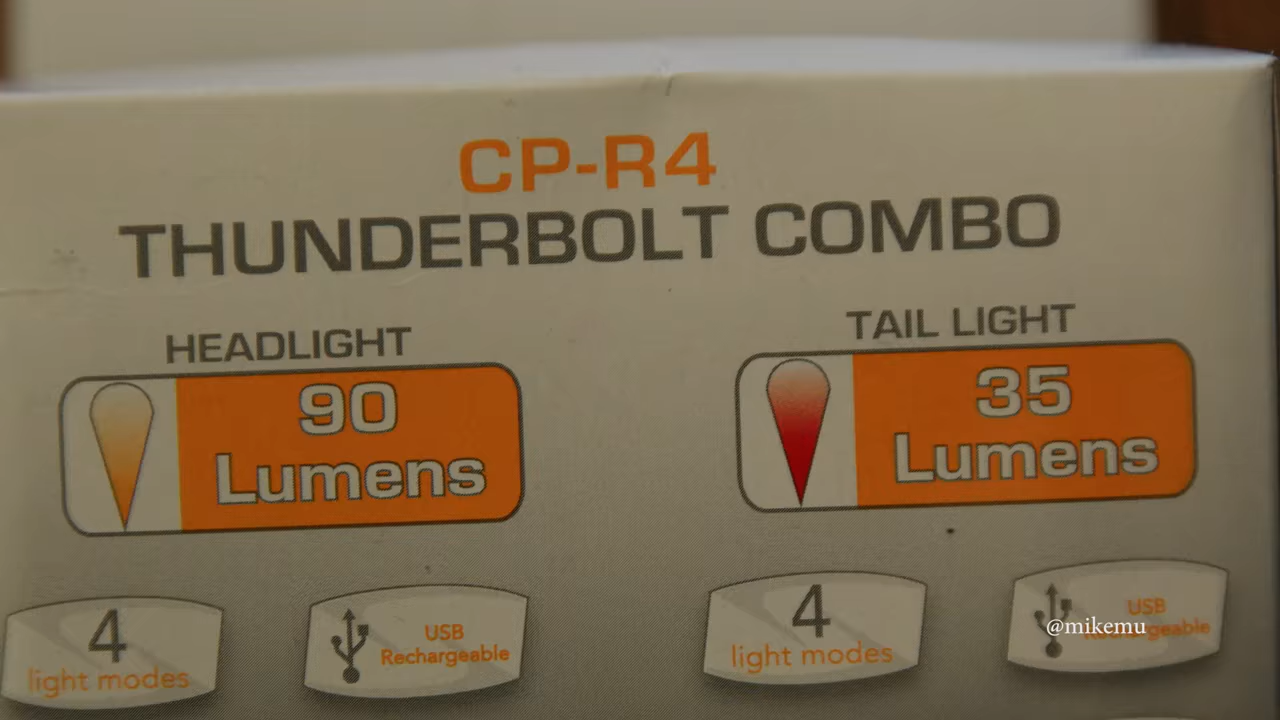 CP-R4
THUNDERBOLT COMBO
HEADLIGHT
90
Lumens
TAIL LIGHT
35
Lumens
4
light modes
USB
Rechargeable
4
light modes
USB
Rechargeable
@mikemu